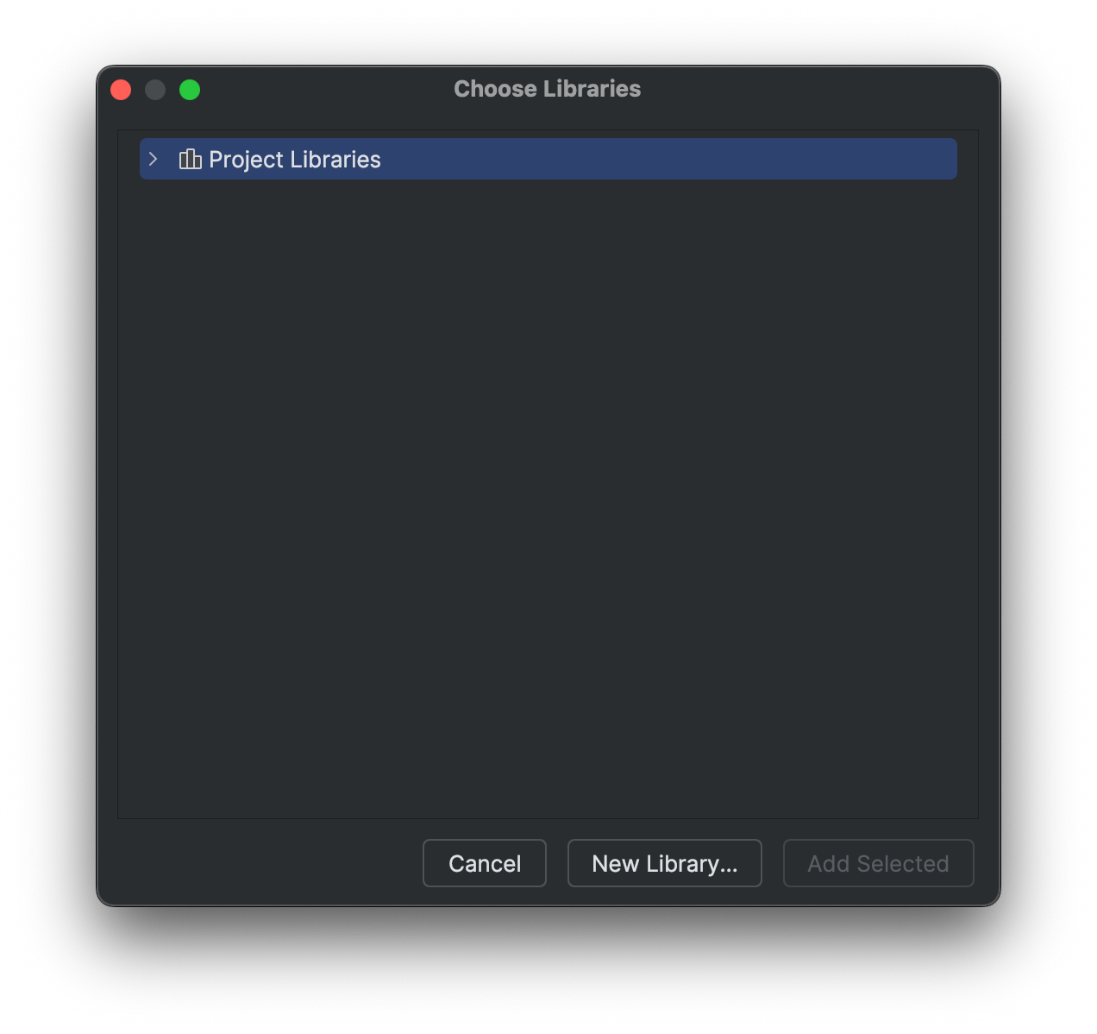 Choose Libraries
Project Libraries
Cancel
New Library...
Add Selected